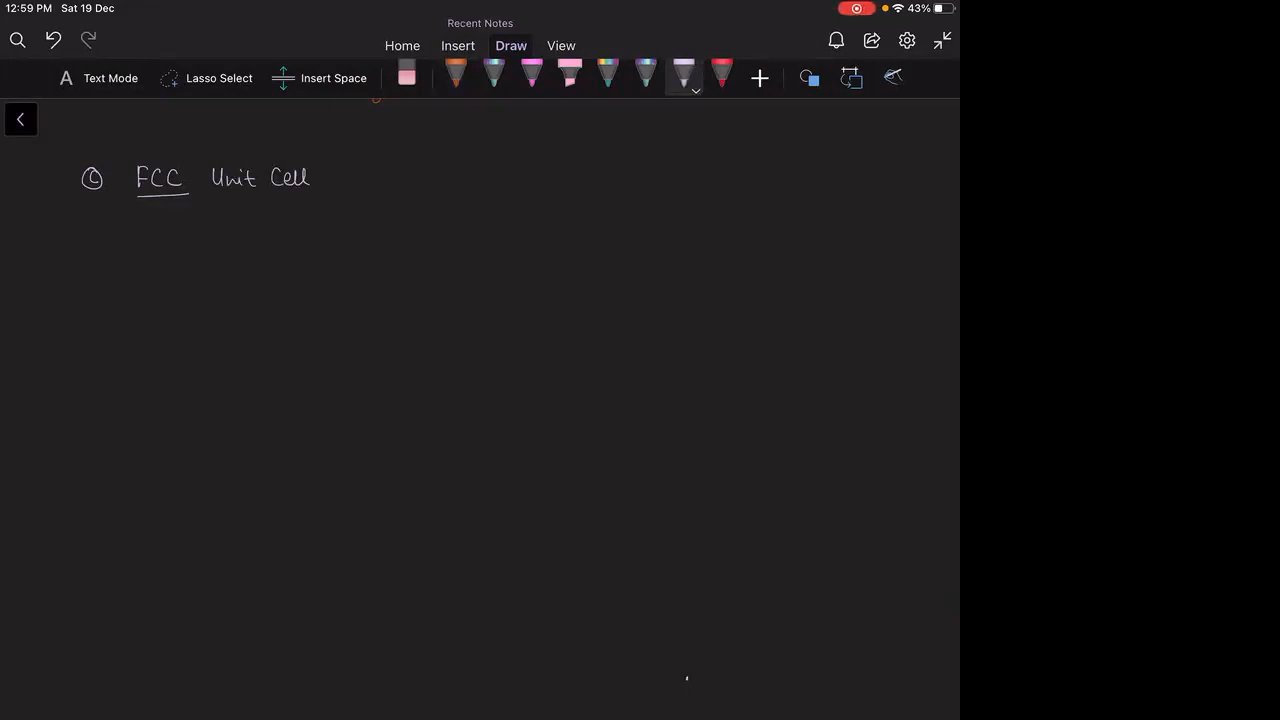 12:59 PM Sat 19 Dec
43%
Recent Notes
Home Insert Draw View
A Text Mode Lasso Select Insert Space
© FCC Unit Cell